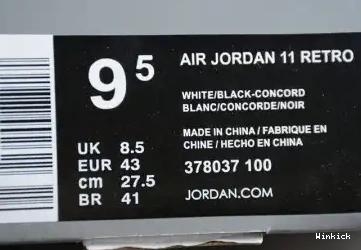 9 5
AIR JORDAN 11 RETRO
WHITE/BLACK-CONCORD
BLANC/CONCORDE/NOIR
MADE IN CHINA / FABRIQUE EN
CHINE / HECHO EN CHINA
UK 8.5
EUR 43
cm 27.5
BR 41
378037 100
JORDAN.COM
Winkick